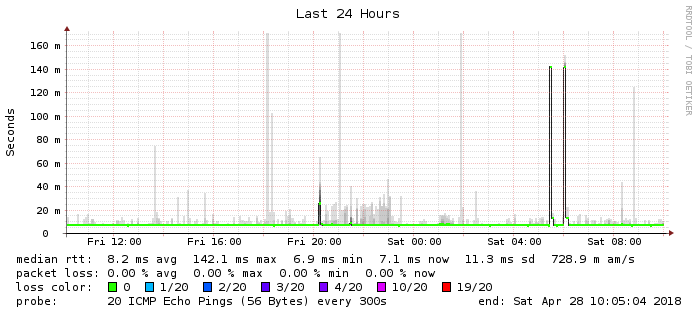 Last 24 Hours
RRDTOOL / TOBI OETIKER
Seconds
160 m
140 m
120 m
100 m
80 m
60 m
40 m
20 m
0
Fri 12:00 Fri 16:00 Fri 20:00 Sat 00:00 Sat 04:00 Sat 08:00
median rtt: 8.2 ms avg 142.1 ms max 6.9 ms min 7.1 ms now 11.3 ms sd 728.9 m am/s
packet loss: 0.00 % avg 0.00 % max 0.00 % min 0.00 % now
loss color: 0 1/20 2/20 3/20 4/20 10/20 19/20
probe: 20 ICMP Echo Pings (56 Bytes) every 300s end: Sat Apr 28 10:05:04 2018